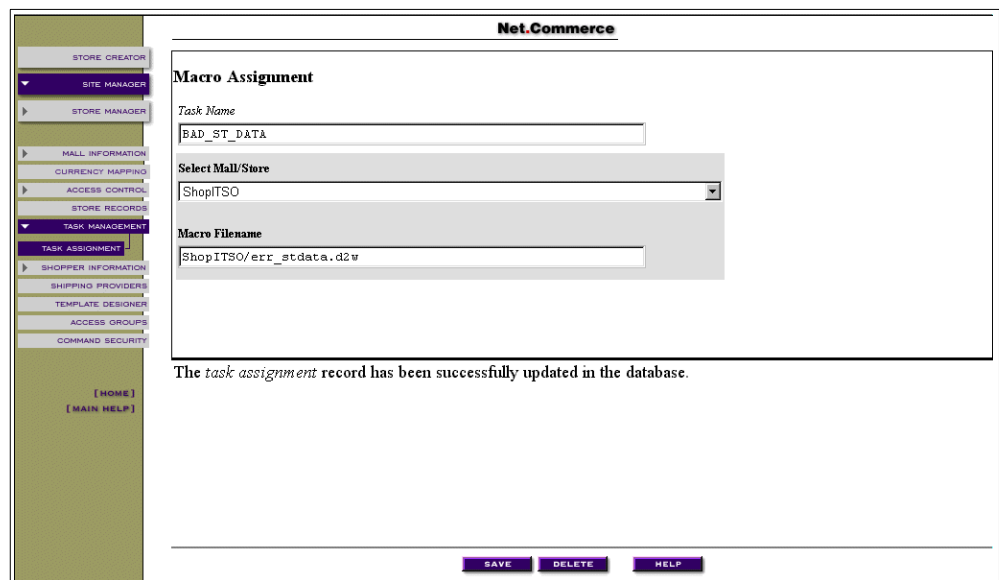 Net.Commerce
STORE CREATOR
SITE MANAGER
STORE MANAGER
MALL INFORMATION
CURRENCY MAPPING
ACCESS CONTROL
STORE RECORDS
TASK MANAGEMENT
TASK ASSIGNMENT
SHOPPER INFORMATION
SHIPPING PROVIDERS
TEMPLATE DESIGNER
ACCESS GROUPS
COMMAND SECURITY
[HOME]
[MAIN HELP]
Macro Assignment
Task Name
BAD_ST_DATA
Select Mall/Store
ShopITSO
Macro Filename
ShopITSO/err_stdata.d2w
The task assignment record has been successfully updated in the database.
SAVE DELETE HELP